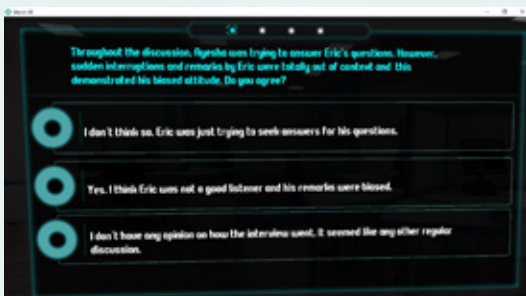 Throughout the discussion, Ayesha was trying to answer Eric's questions. However,
sudden interruptions and remarks by Eric were totally out of context and this
demonstrated his biased attitude. Do you agree?
I don't think so. Eric was just trying to seek answers for his questions.
Yes. I think Eric was not a good listener and his remarks were biased.
I don't have any opinion on how the interview went, it seemed like any other regular
discussion.